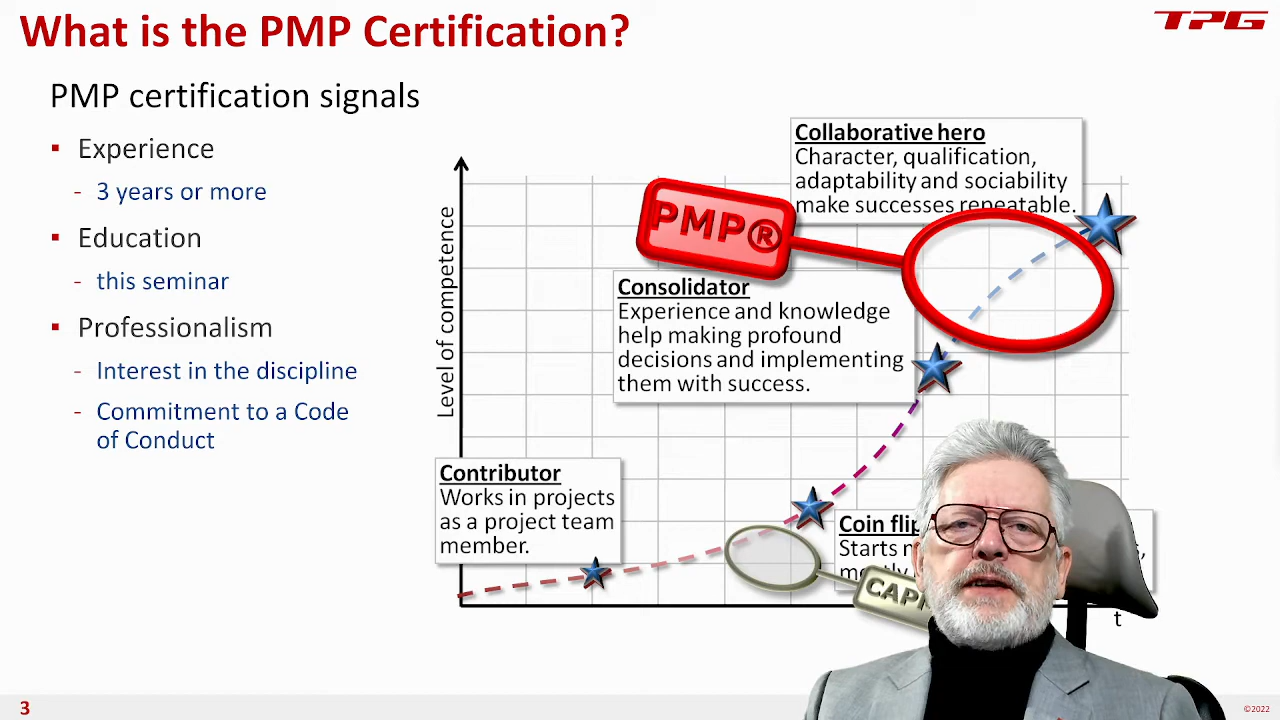 What is the PMP Certification?
TPG
PMP certification signals
▪ Experience
- 3 years or more
▪ Education
- this seminar
▪ Professionalism
- Interest in the discipline
- Commitment to a Code
of Conduct
Level of competence
Collaborative hero
Character, qualification,
adaptability and sociability
make successes repeatable.
PMP®
Consolidator
Experience and knowledge
help making profound
decisions and implementing
them with success.
Contributor
Works in projects
as a project team
member.
Coin
Starts
t
3
©2022